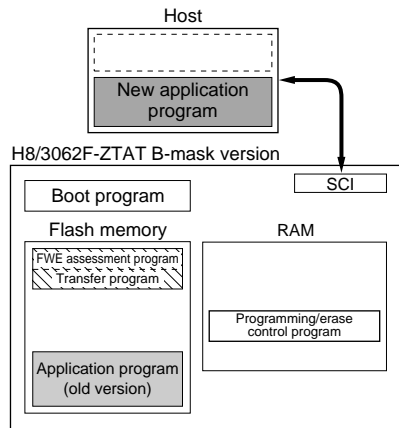 Host
New application
program
H8/3062F-ZTAT B-mask version
SCI
Boot program
Flash memory
RAM
FWE assessment program
Transfer program
Programming/erase
control program
Application program
(old version)